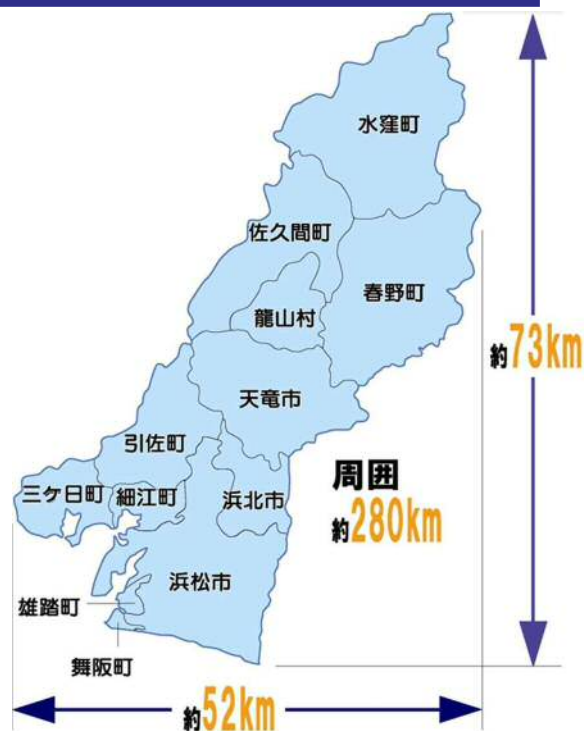 水窪町
佐久間町
春野町
龍山村
約73km
天竜市
引佐町
周囲
約280km
三ケ日町
細江町
浜北市
浜松市
雄踏町
舞阪町
約52km